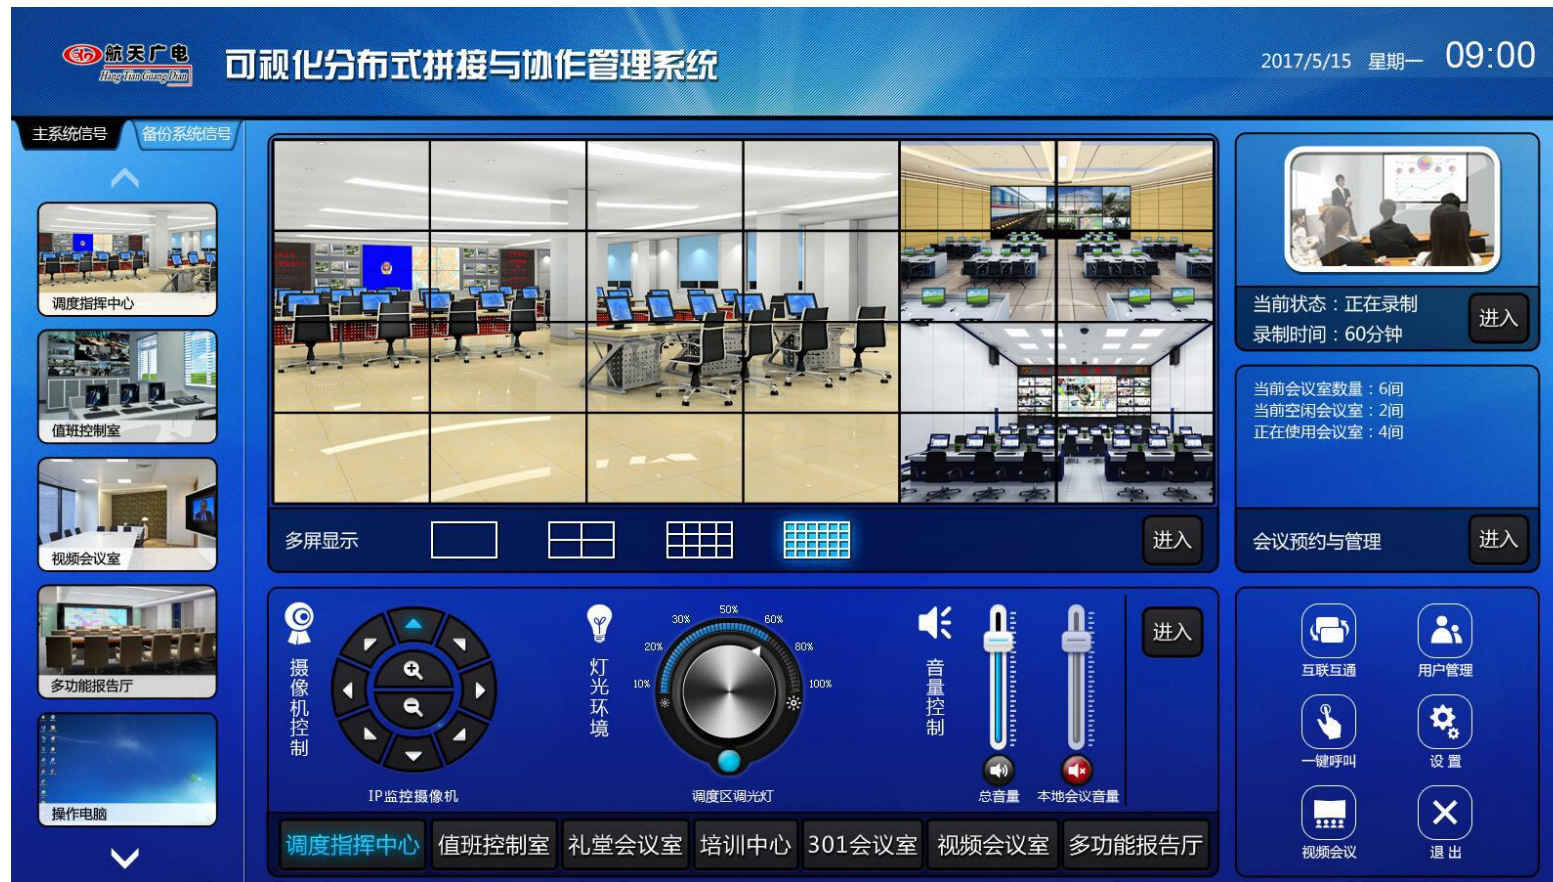 航天广电
Hang Tian Guang Dian
可视化分布式拼接与协作管理系统
2017/5/15 星期一 09:00
主系统信号
备份系统信号
调度指挥中心
值班控制室
视频会议室
多功能报告厅
操作电脑
多屏显示
进入
当前状态：正在录制
录制时间：60分钟
进入
当前会议室数量：6间
当前空闲会议室：2间
正在使用会议室：4间
会议预约与管理
进入
摄像机控制
IP监控摄像机
灯光环境
10%
20%
30%
50%
60%
80%
100%
调度区调光灯
音量控制
总音量
本地会议音量
进入
调度指挥中心
值班控制室
礼堂会议室
培训中心
301会议室
视频会议室
多功能报告厅
互联互通
用户管理
一键呼叫
设置
视频会议
退出